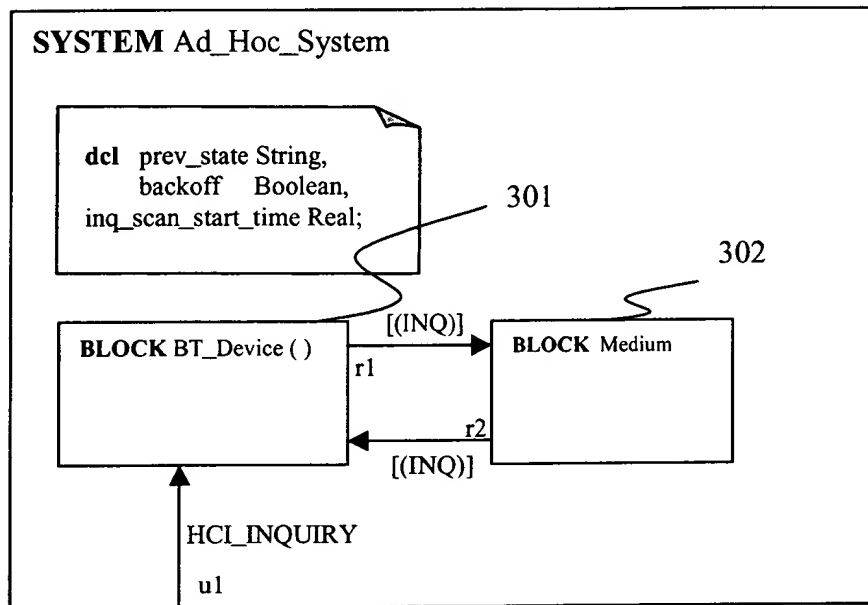 SYSTEM Ad_Hoc_System
dcl prev_state String,
backoff Boolean,
inq_scan_start_time Real;
301
302
[(INQ)]
BLOCK BT_Device ( )
BLOCK Medium
r1
r2
[(INQ)]
HCI_INQUIRY
u1